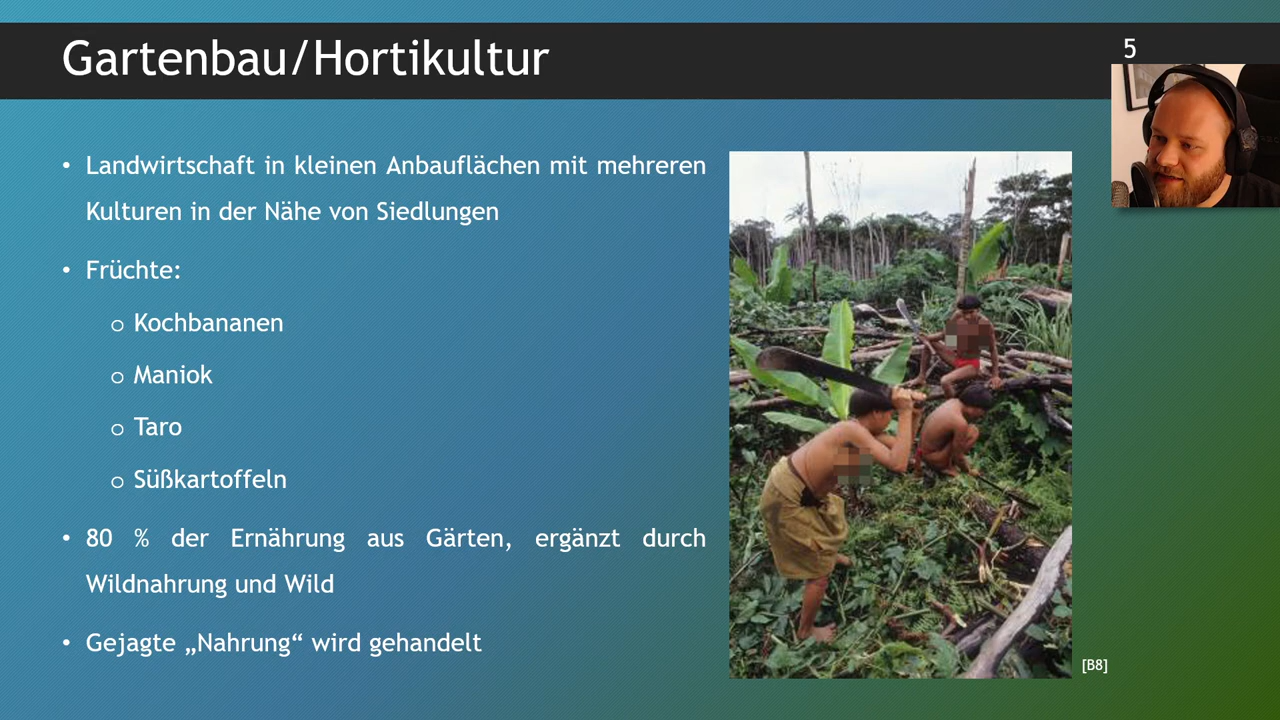 Gartenbau/Hortikultur
5
• Landwirtschaft in kleinen Anbauflächen mit mehreren
Kulturen in der Nähe von Siedlungen
• Früchte:
o Kochbananen
o Maniok
o Taro
o Süßkartoffeln
• 80 % der Ernährung aus Gärten, ergänzt durch
Wildnahrung und Wild
• Gejagte „Nahrung“ wird gehandelt
[B8]